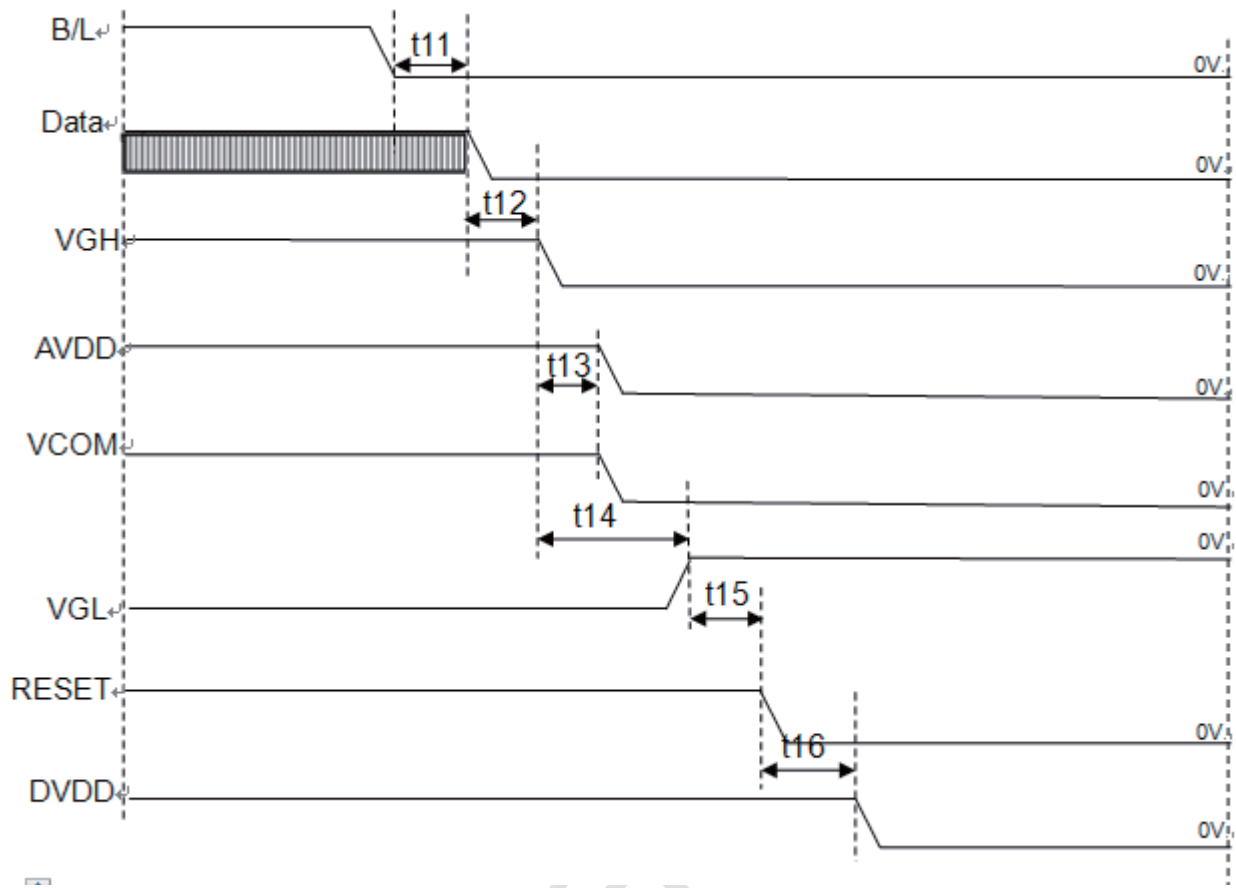 B/L
t11
0V
Data
0V
t12
VGH
0V
AVDD
t13
0V
VCOM
0V
t14
0V
VGL
t15
RESET
0V
t16
DVDD
0V